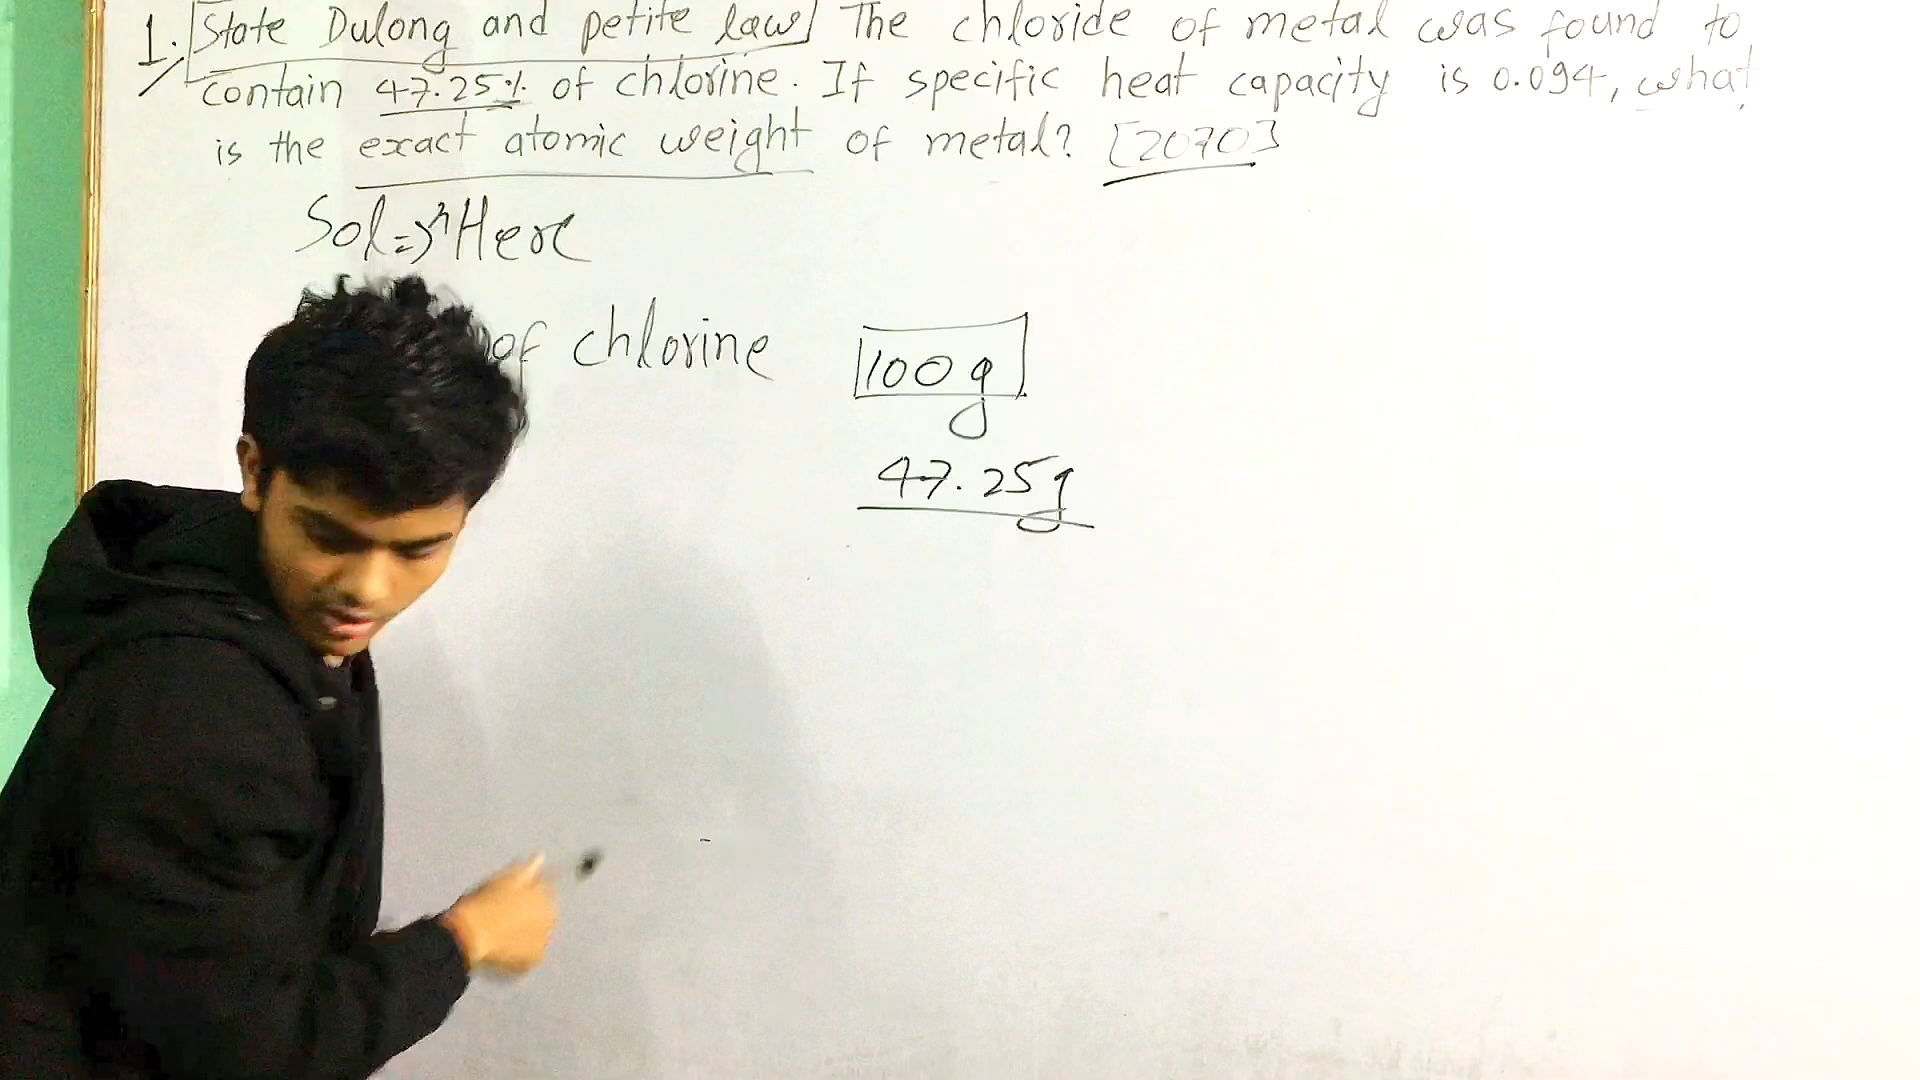 1. State Dulong and petite law The chloride of metal was found to
contain 47.25% of chlorine. If specific heat capacity is 0.094, what
is the exact atomic weight of metal? [2070]
Solⁿ => Here
of chlorine 100 g
47.25g